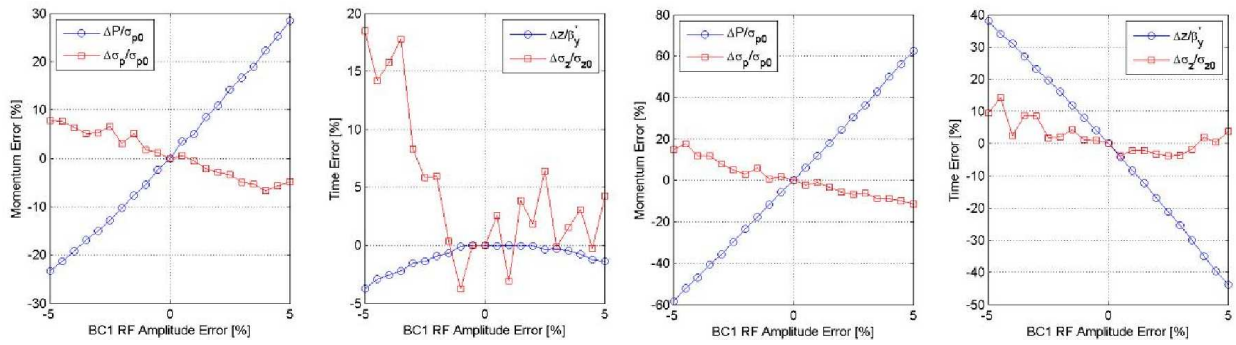 30
20
10
0
-10
-20
-30
-5
0
5
Momentum Error [%]
BC1 RF Amplitude Error [%]
ΔP/σp0
Δσp/σp0
20
15
10
5
0
-5
-5
0
5
Time Error [%]
BC1 RF Amplitude Error [%]
Δz/βy*
Δσz/σz0
80
60
40
20
0
-20
-40
-60
-5
0
5
Momentum Error [%]
BC1 RF Amplitude Error [%]
ΔP/σp0
Δσp/σp0
40
30
20
10
0
-10
-20
-30
-40
-50
-5
0
5
Time Error [%]
BC1 RF Amplitude Error [%]
Δz/βy*
Δσz/σz0